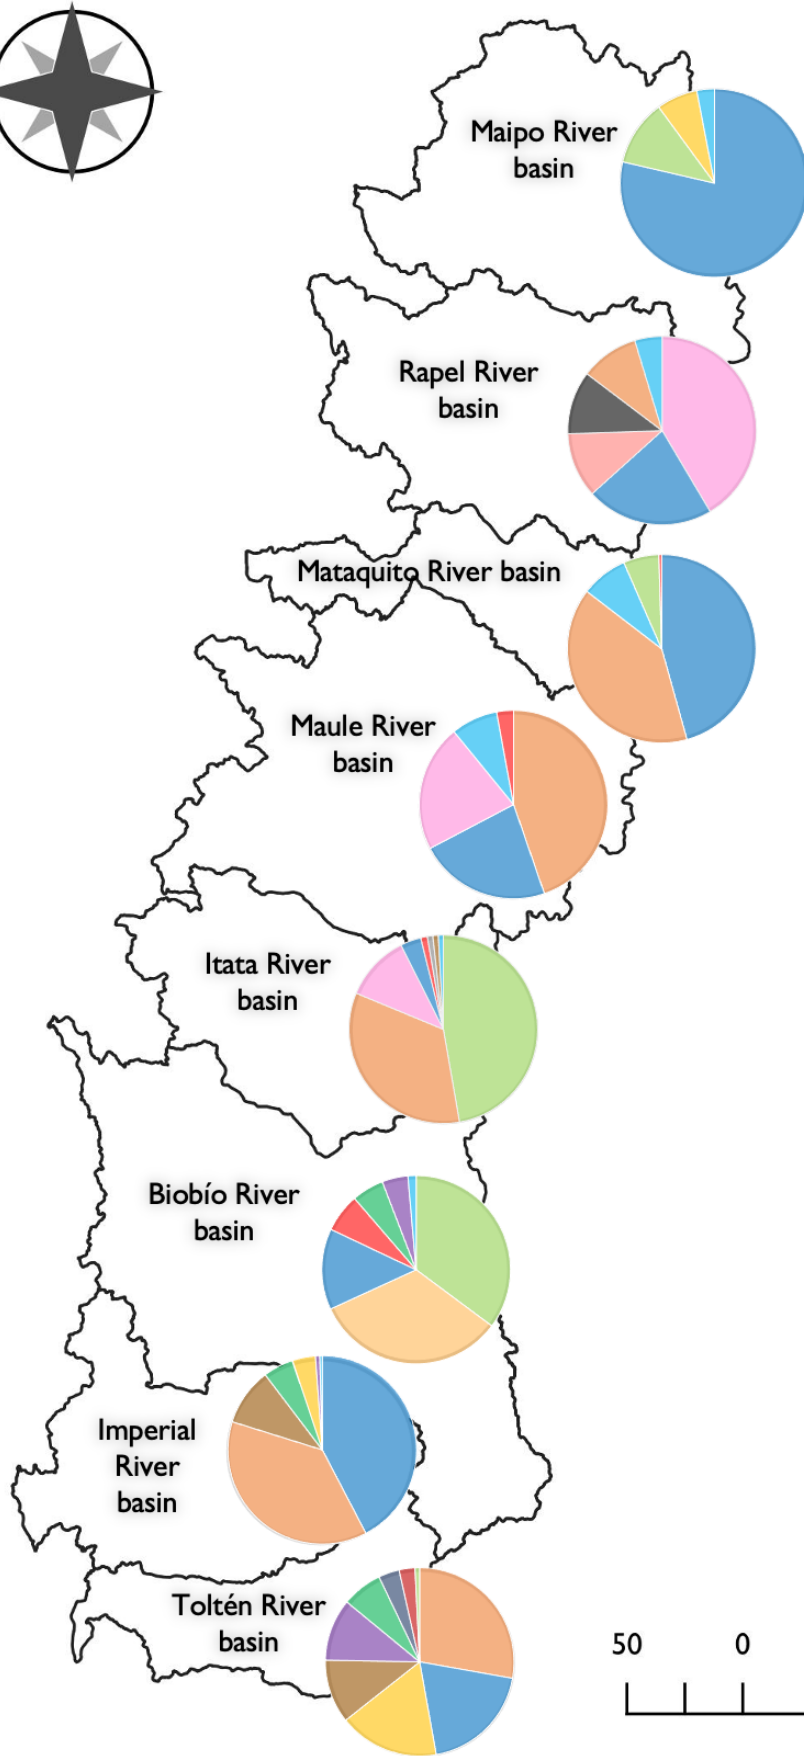 Maipo River
basin
Rapel River
basin
Mataquito River basin
Maule River
basin
Itata River
basin
Biobío River
basin
Imperial
River
basin
Toltén River
basin
50 0